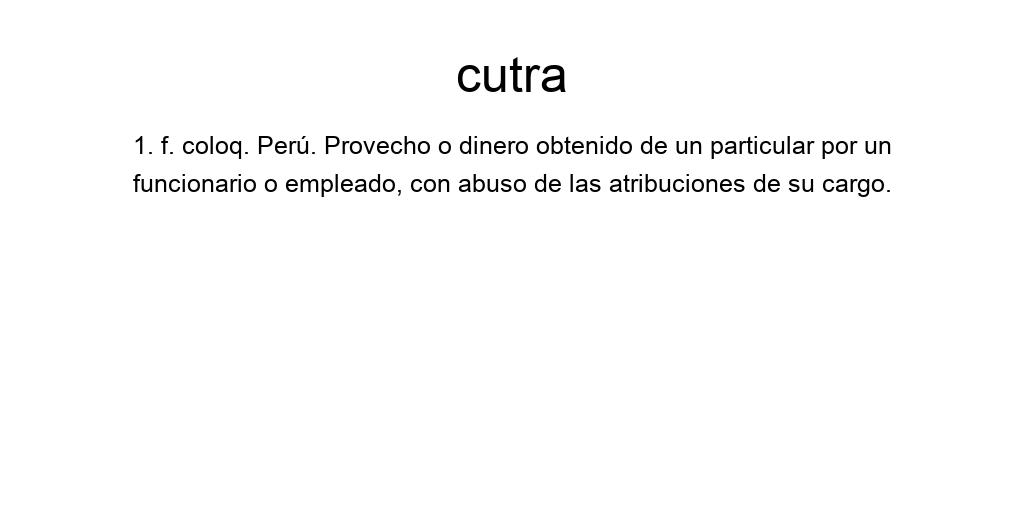 cutra
1. f. coloq. Perú. Provecho o dinero obtenido de un particular por un
funcionario o empleado, con abuso de las atribuciones de su cargo.